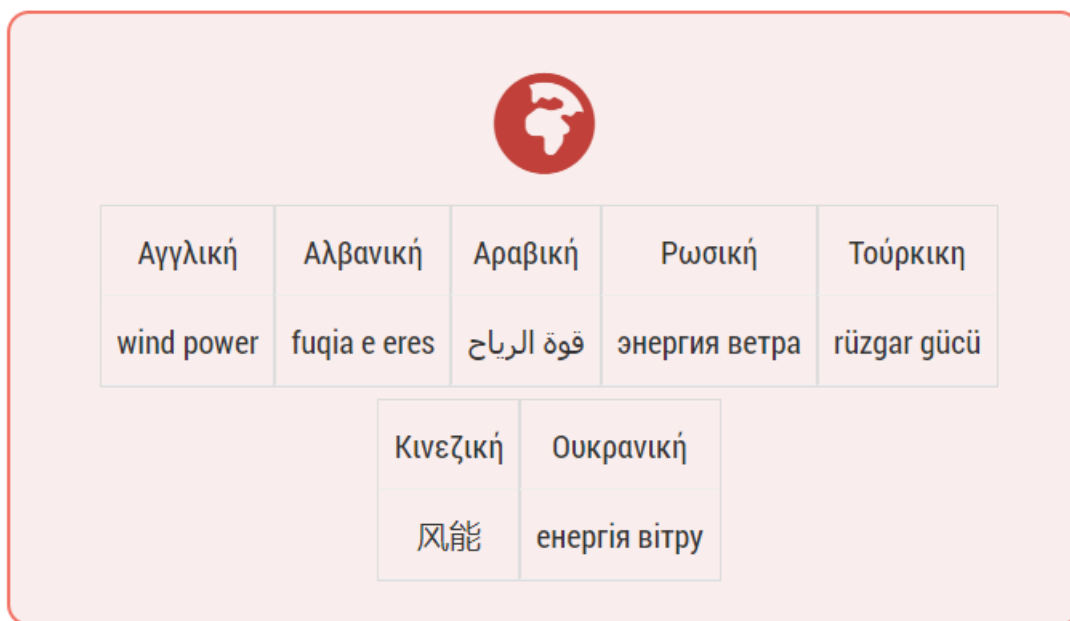 Αγγλική Αλβανική Αραβική Ρωσική Τούρκικη
wind power fuqia e eres قوة الرياح энергия ветра rüzgar gücü
Κινεζική Ουκρανική
风能 енергія вітру